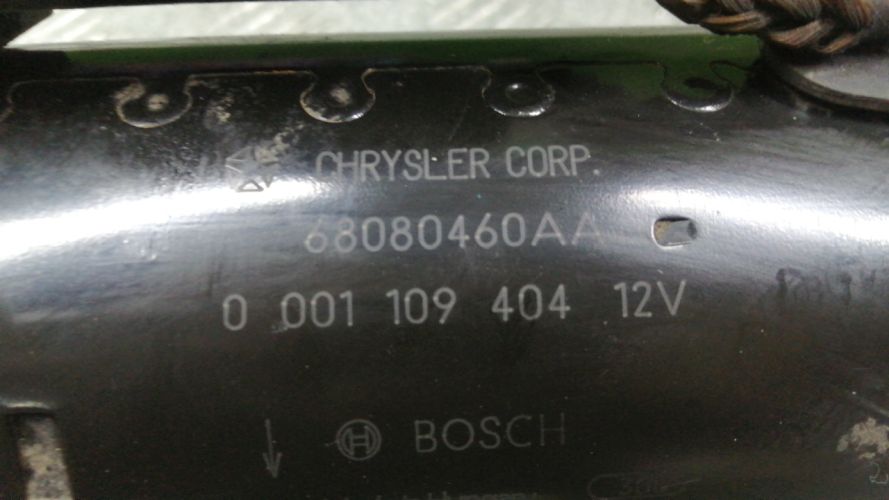 CHRYSLER CORP.
68080460AA
0 001 109 404 12V
BOSCH